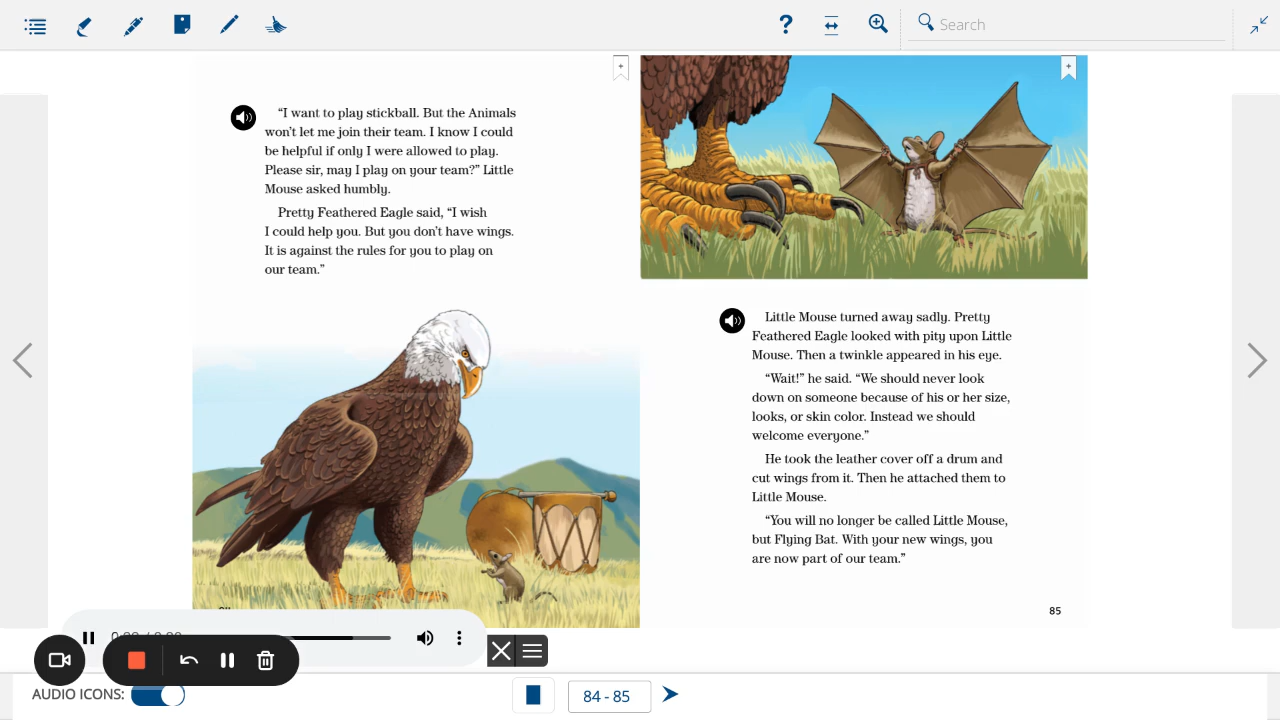 Search
“I want to play stickball. But the Animals
won’t let me join their team. I know I could
be helpful if only I were allowed to play.
Please sir, may I play on your team?” Little
Mouse asked humbly.
Pretty Feathered Eagle said, “I wish
I could help you. But you don’t have wings.
It is against the rules for you to play on
our team.”
Little Mouse turned away sadly. Pretty
Feathered Eagle looked with pity upon Little
Mouse. Then a twinkle appeared in his eye.
“Wait!” he said. “We should never look
down on someone because of his or her size,
looks, or skin color. Instead we should
welcome everyone.”
He took the leather cover off a drum and
cut wings from it. Then he attached them to
Little Mouse.
“You will no longer be called Little Mouse,
but Flying Bat. With your new wings, you
are now part of our team.”
85
AUDIO ICONS:
84 - 85